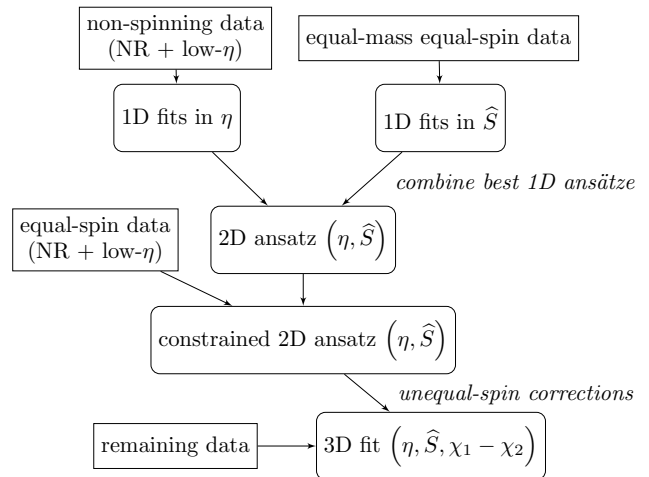 non-spinning data
(NR + low-η)
equal-mass equal-spin data
1D fits in η
1D fits in Ŝ
combine best 1D ansätze
equal-spin data
(NR + low-η)
2D ansatz (η, Ŝ)
constrained 2D ansatz (η, Ŝ)
unequal-spin corrections
remaining data
3D fit (η, Ŝ, χ₁ − χ₂)